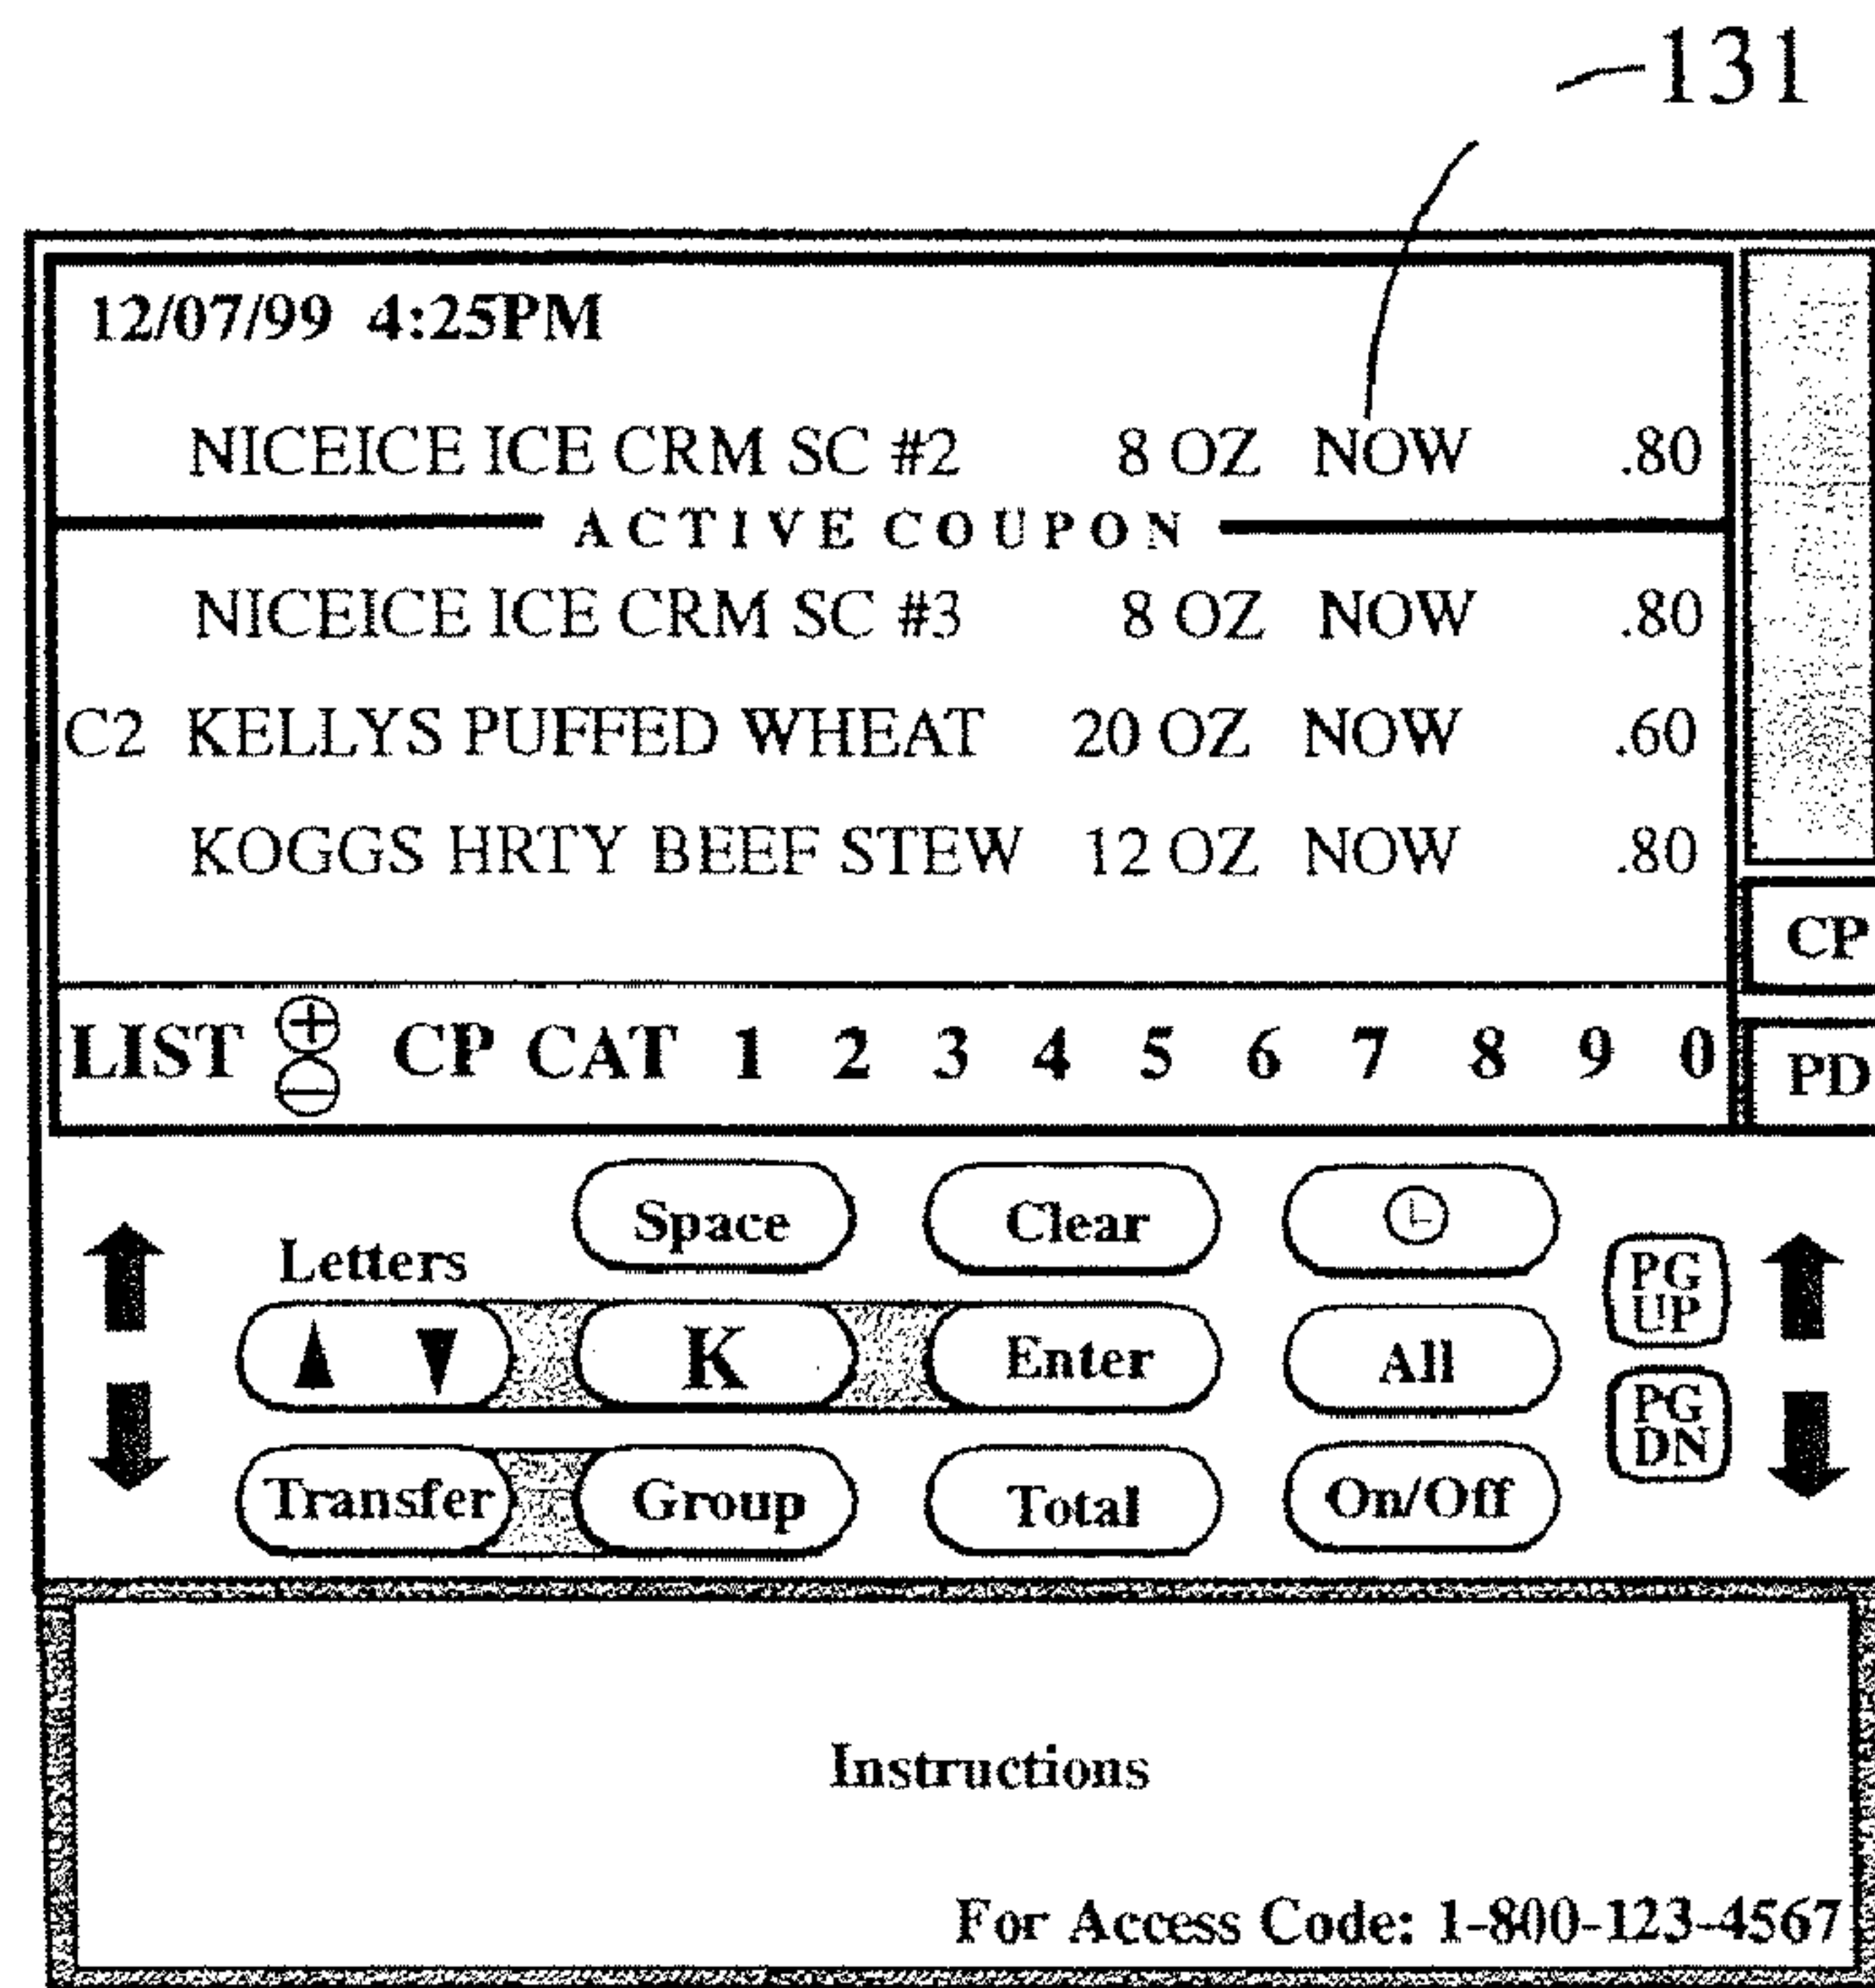 131
12/07/99 4:25PM
NICEICE ICE CRM SC #2 8 OZ NOW .80
ACTIVE COUPON
NICEICE ICE CRM SC #3 8 OZ NOW .80
C2 KELLYS PUFFED WHEAT 20 OZ NOW .60
KOGGS HRTY BEEF STEW 12 OZ NOW .80
CP
LIST CP CAT 1 2 3 4 5 6 7 8 9 0
PD
Space Clear L
Letters
PG
UP
K Enter All
PG
DN
Transfer Group Total On/Off
Instructions
For Access Code: 1-800-123-4567